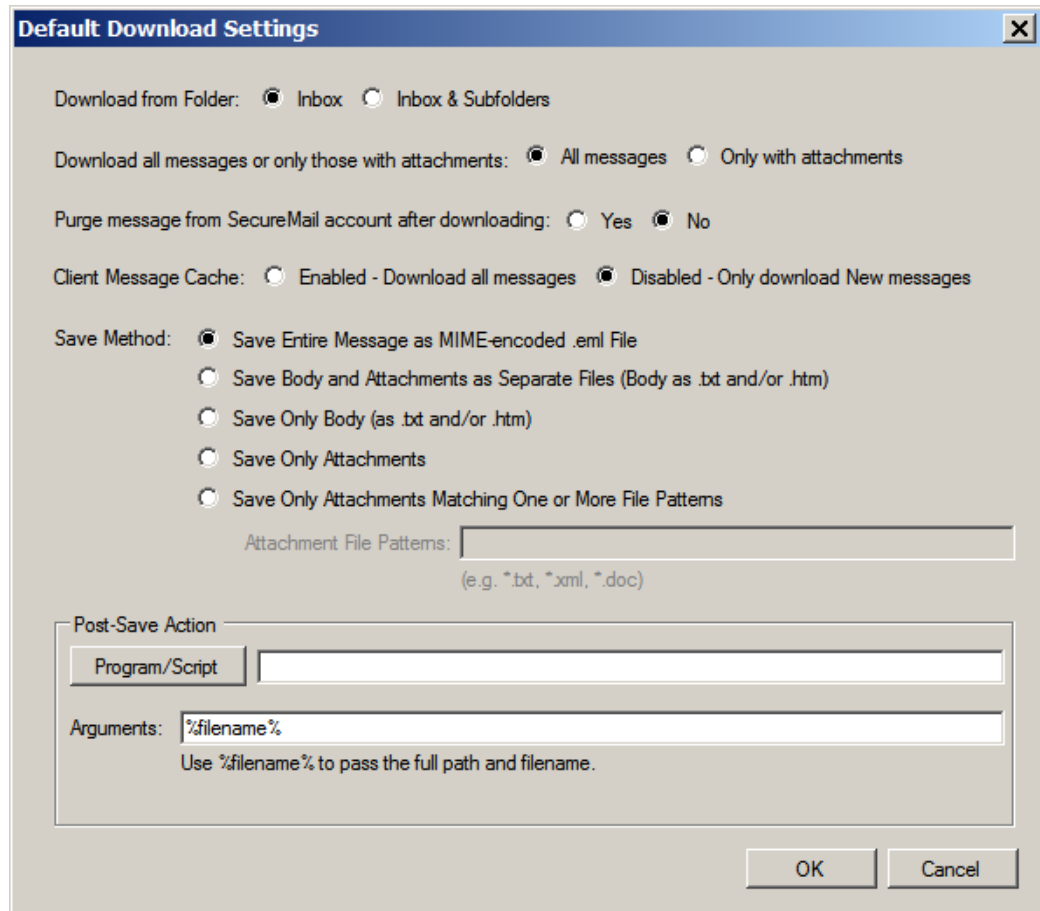 Default Download Settings
Download from Folder: Inbox Inbox & Subfolders
Download all messages or only those with attachments: All messages Only with attachments
Purge message from SecureMail account after downloading: Yes No
Client Message Cache: Enabled - Download all messages Disabled - Only download New messages
Save Method: Save Entire Message as MIME-encoded .eml File
Save Body and Attachments as Separate Files (Body as .txt and/or .htm)
Save Only Body (as .txt and/or .htm)
Save Only Attachments
Save Only Attachments Matching One or More File Patterns
Attachment File Patterns:
(e.g. *.txt, *.xml, *.doc)
Post-Save Action
Program/Script
Arguments: %filename%
Use %filename% to pass the full path and filename.
OK Cancel